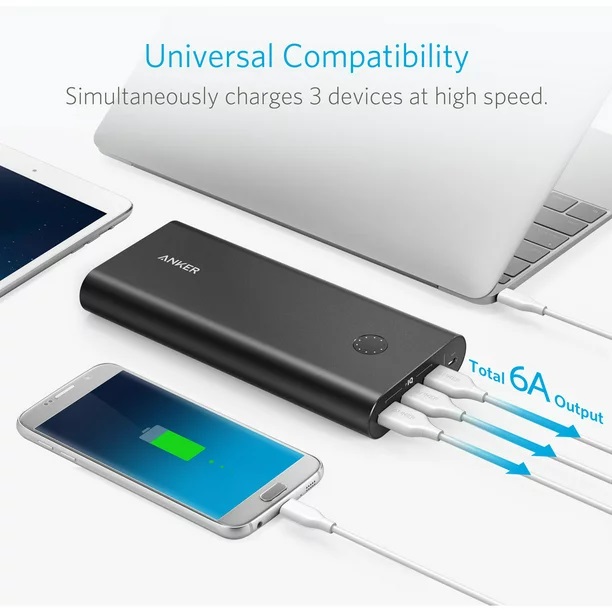 Universal Compatibility
Simultaneously charges 3 devices at high speed.
ANKER
Total 6A Output